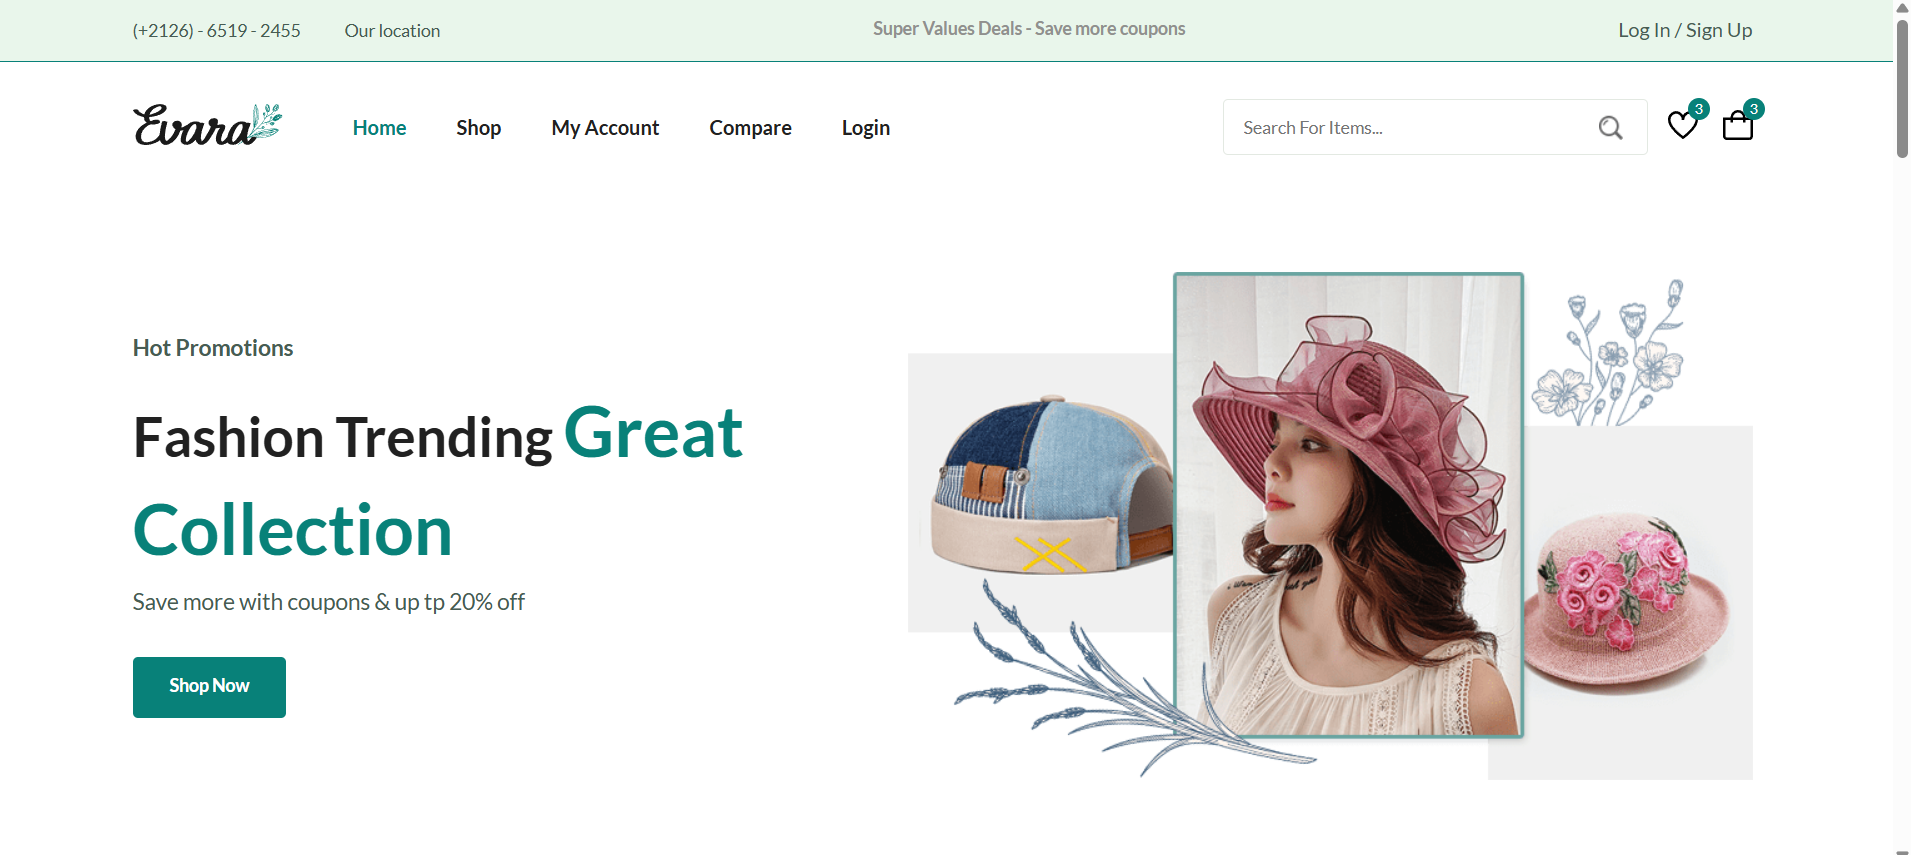 (+2126) - 6519 - 2455 Our location Super Values Deals - Save more coupons Log In / Sign Up
Evara Home Shop My Account Compare Login Search For Items... 3 3
Hot Promotions
Fashion Trending Great
Collection
Save more with coupons & up tp 20% off
Shop Now